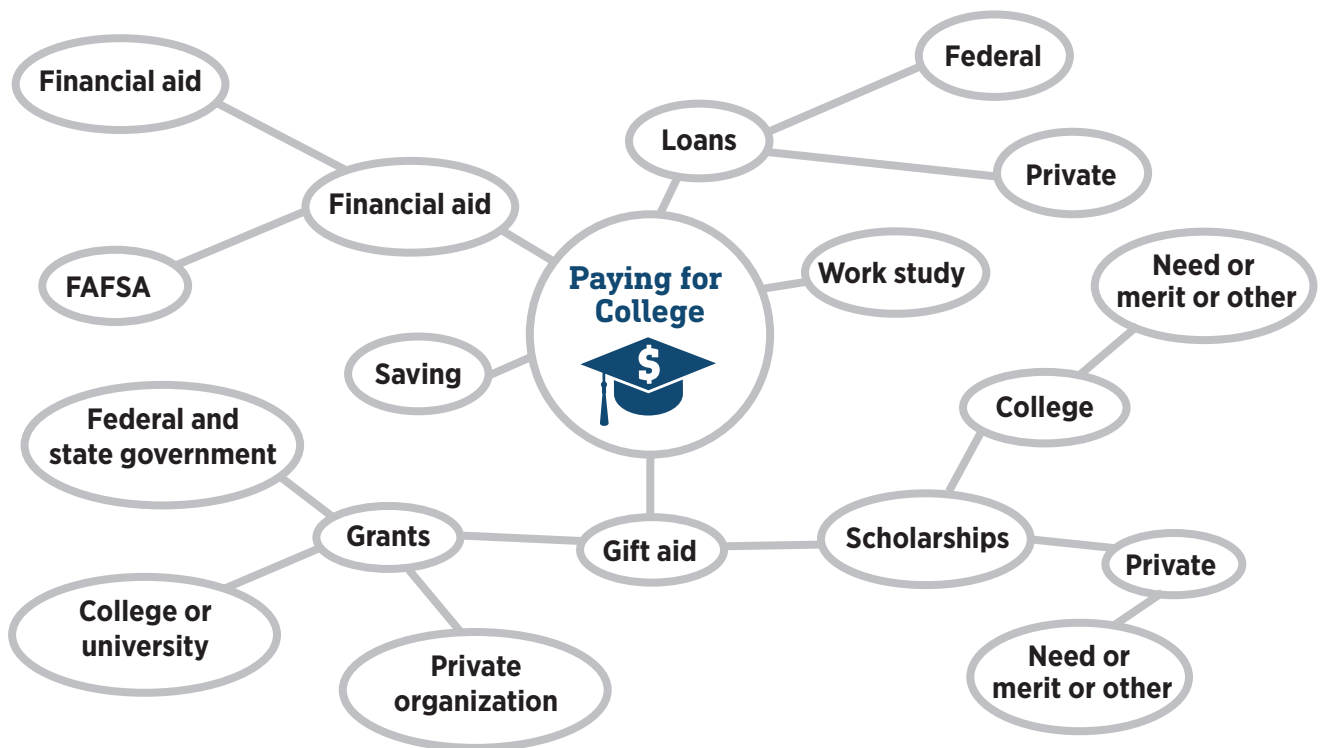 Financial aid
Financial aid
FAFSA
Loans
Federal
Private
Work study
Paying for
College
$
Saving
Need or
merit or other
College
Federal and
state government
Grants
Gift aid
Scholarships
Private
College or
university
Private
organization
Need or
merit or other